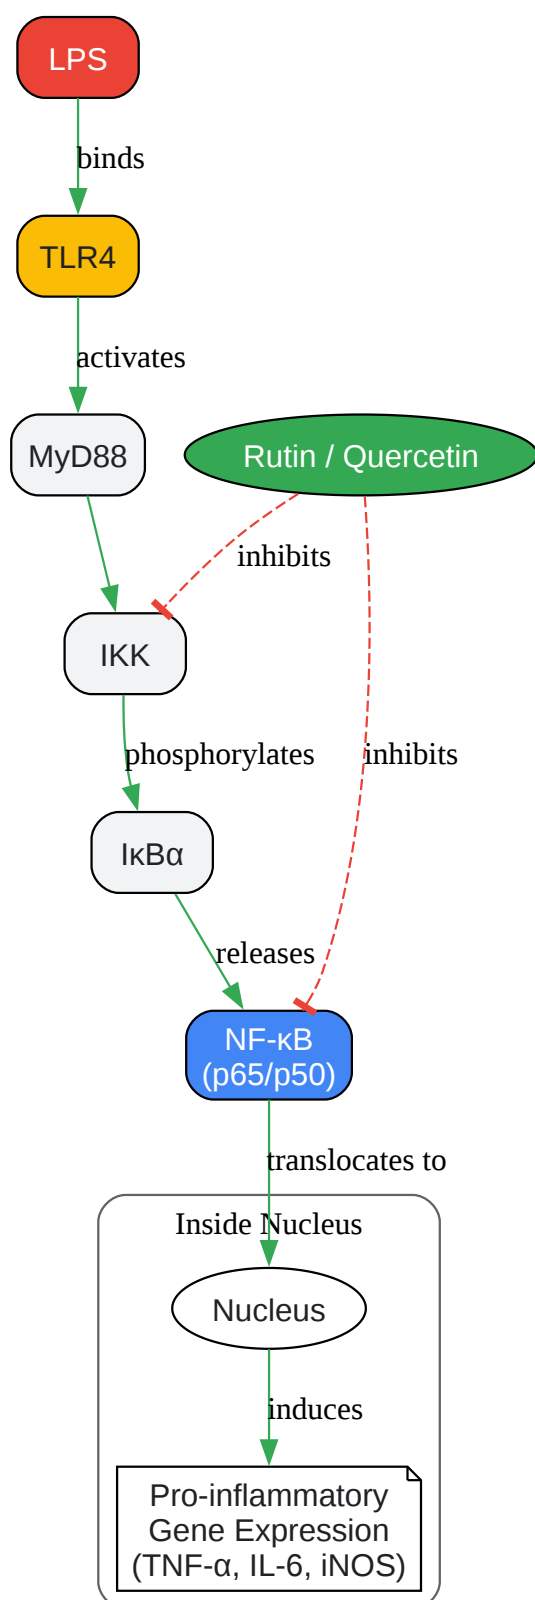 LPS
binds
TLR4
activates
MyD88
Rutin / Quercetin
inhibits
IKK
phosphorylates
inhibits
IκBα
releases
NF-κB
(p65/p50)
translocates to
Inside Nucleus
Nucleus
induces
Pro-inflammatory
Gene Expression
(TNF-α, IL-6, iNOS)